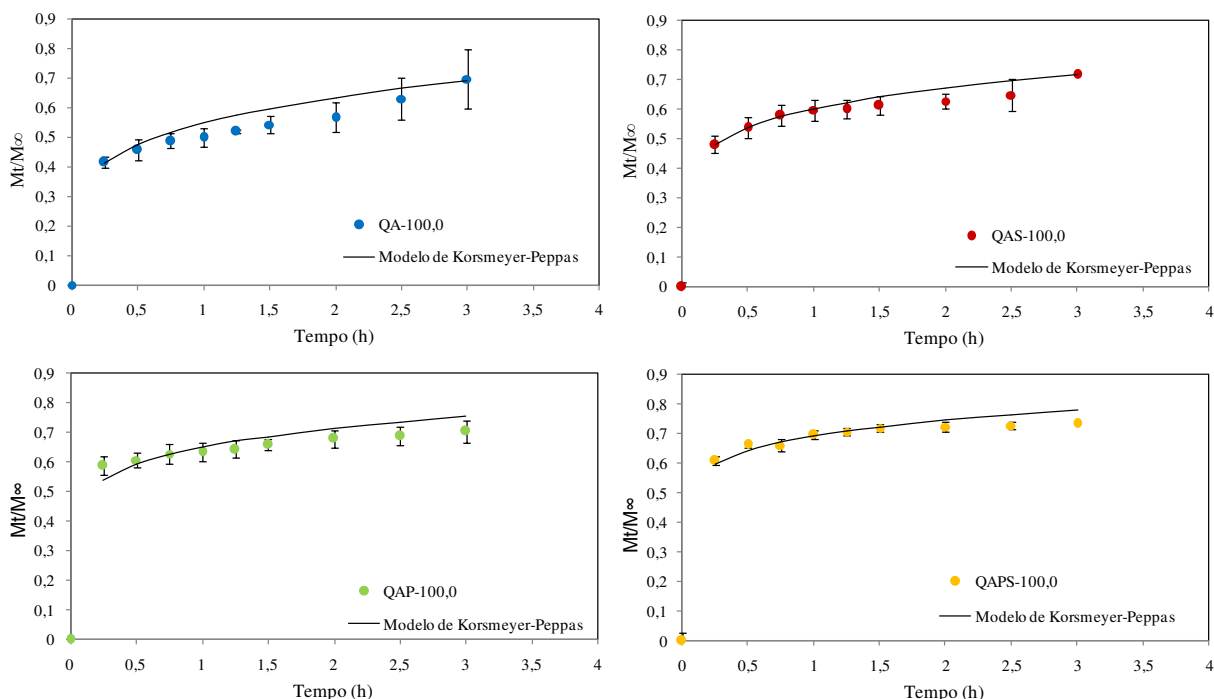 0,9
0,8
0,7
0,6
0,5
0,4
0,3
0,2
0,1
0
Mt/M∞
QA-100,0
Modelo de Korsmeyer-Peppas
0 0,5 1 1,5 2 2,5 3 3,5 4
Tempo (h)
0,9
0,8
0,7
0,6
0,5
0,4
0,3
0,2
0,1
0
Mt/M∞
QAS-100,0
Modelo de Korsmeyer-Peppas
0 0,5 1 1,5 2 2,5 3 3,5 4
Tempo (h)
0,9
0,8
0,7
0,6
0,5
0,4
0,3
0,2
0,1
0
Mt/M∞
QAP-100,0
Modelo de Korsmeyer-Peppas
0 0,5 1 1,5 2 2,5 3 3,5 4
Tempo (h)
0,9
0,8
0,7
0,6
0,5
0,4
0,3
0,2
0,1
0
Mt/M∞
QAPS-100,0
Modelo de Korsmeyer-Peppas
0 0,5 1 1,5 2 2,5 3 3,5 4
Tempo (h)